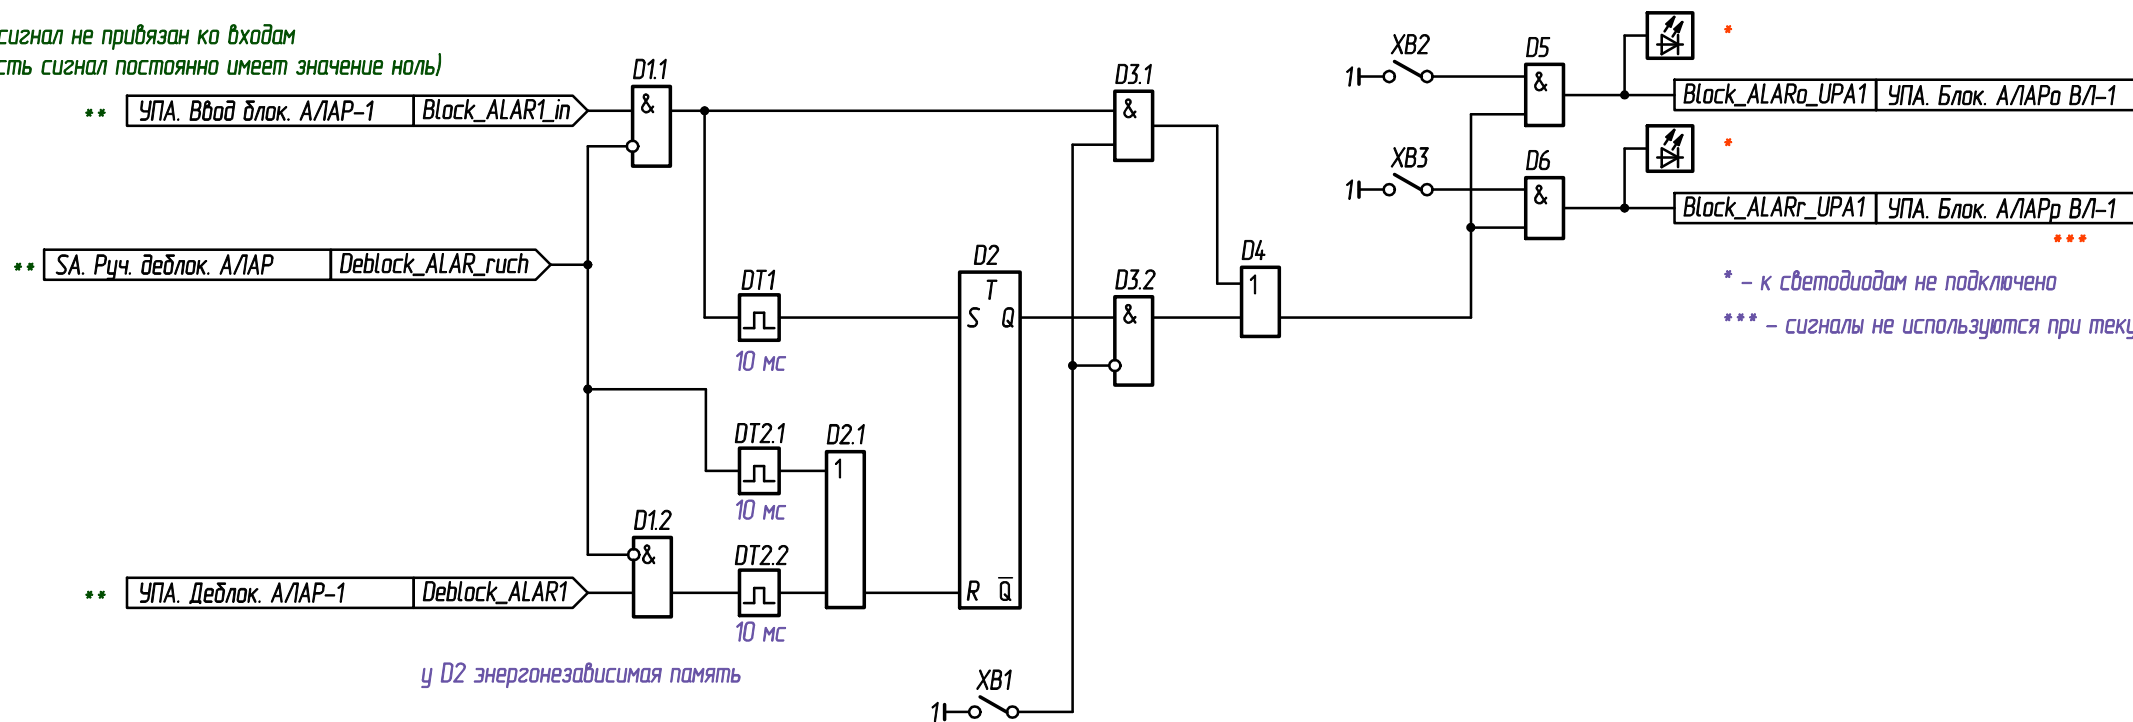 сигнал не привязан ко входам
сть сигнал постоянно имеет значение ноль)
** УПА. Ввод блок. АЛАР-1 Block_ALAR1_in
D1.1
&
** SA. Руч. деблок. АЛАР Deblock_ALAR_ruch
DT1
10 мс
DT2.1
10 мс
D2.1
1
D1.2
&
DT2.2
10 мс
** УПА. Деблок. АЛАР-1 Deblock_ALAR1
у D2 энергонезависимая память
D2
T
S Q
R Q̅
XB1
1
D3.1
&
D3.2
&
D4
1
XB2
1
XB3
1
D5
&
D6
&
*
Block_ALARo_UPA1 УПА. Блок. АЛАРо ВЛ-1
*
Block_ALARr_UPA1 УПА. Блок. АЛАРр ВЛ-1
***
* - к светодиодам не подключено
*** - сигналы не используются при теку